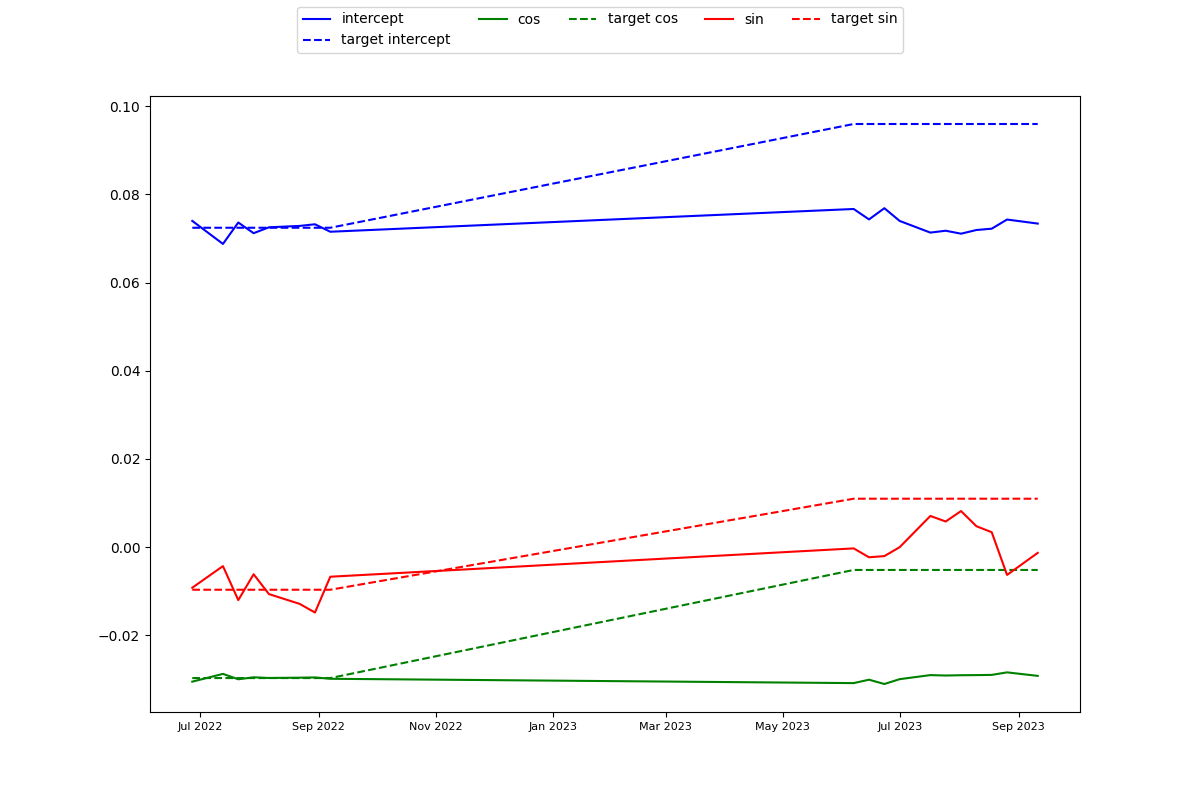 intercept cos target cos sin target sin
target intercept
0.10
0.08
0.06
0.04
0.02
0.00
−0.02
Jul 2022 Sep 2022 Nov 2022 Jan 2023 Mar 2023 May 2023 Jul 2023 Sep 2023